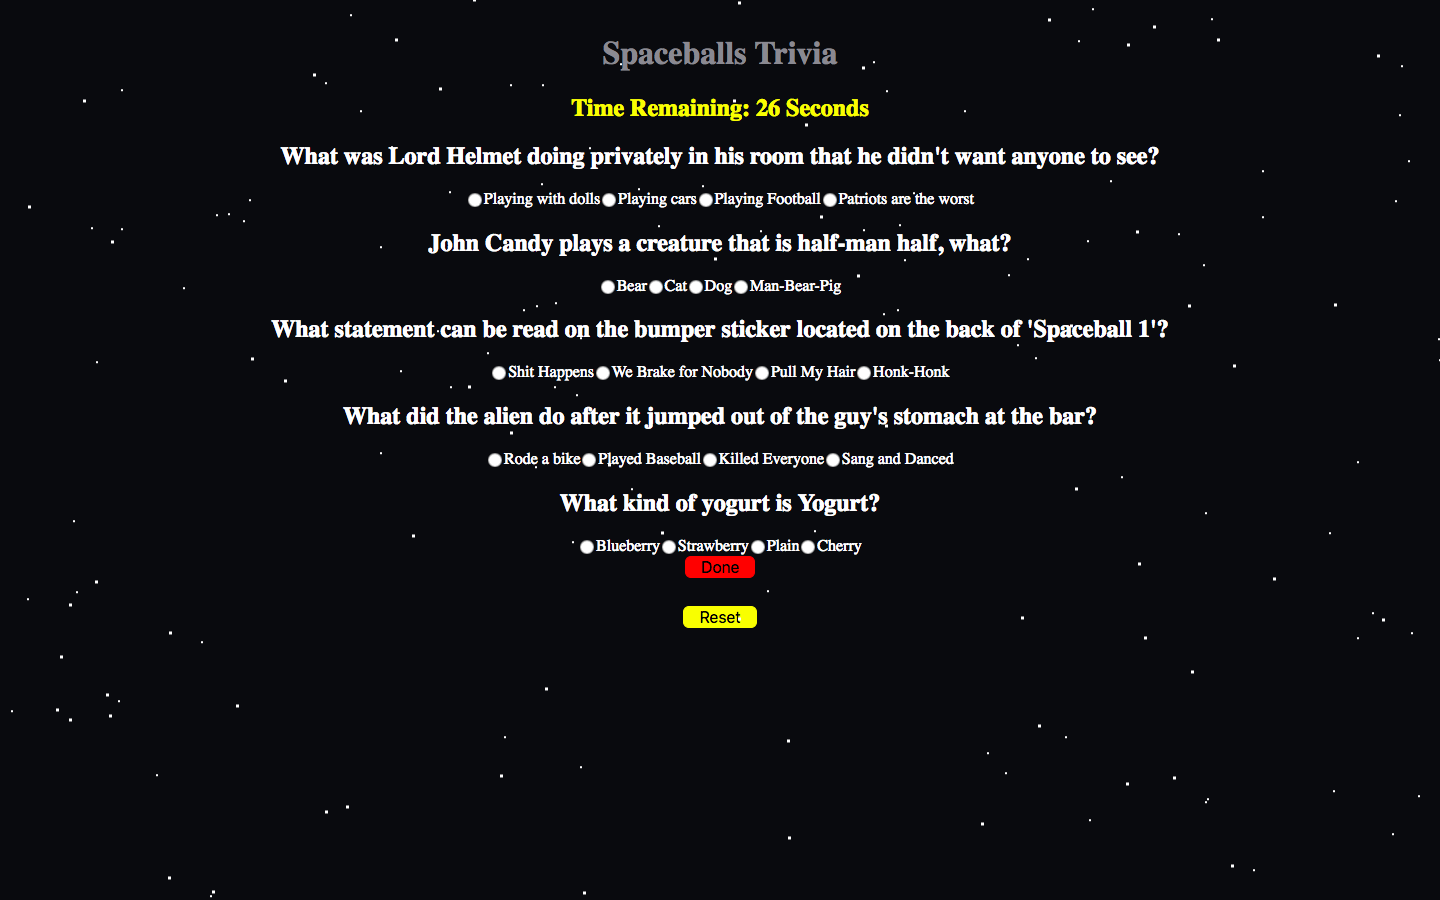 Spaceballs Trivia
Time Remaining: 26 Seconds
What was Lord Helmet doing privately in his room that he didn't want anyone to see?
Playing with dolls Playing cars Playing Football Patriots are the worst
John Candy plays a creature that is half-man half, what?
Bear Cat Dog Man-Bear-Pig
What statement can be read on the bumper sticker located on the back of 'Spaceball 1'?
Shit Happens We Brake for Nobody Pull My Hair Honk-Honk
What did the alien do after it jumped out of the guy's stomach at the bar?
Rode a bike Played Baseball Killed Everyone Sang and Danced
What kind of yogurt is Yogurt?
Blueberry Strawberry Plain Cherry
Done
Reset